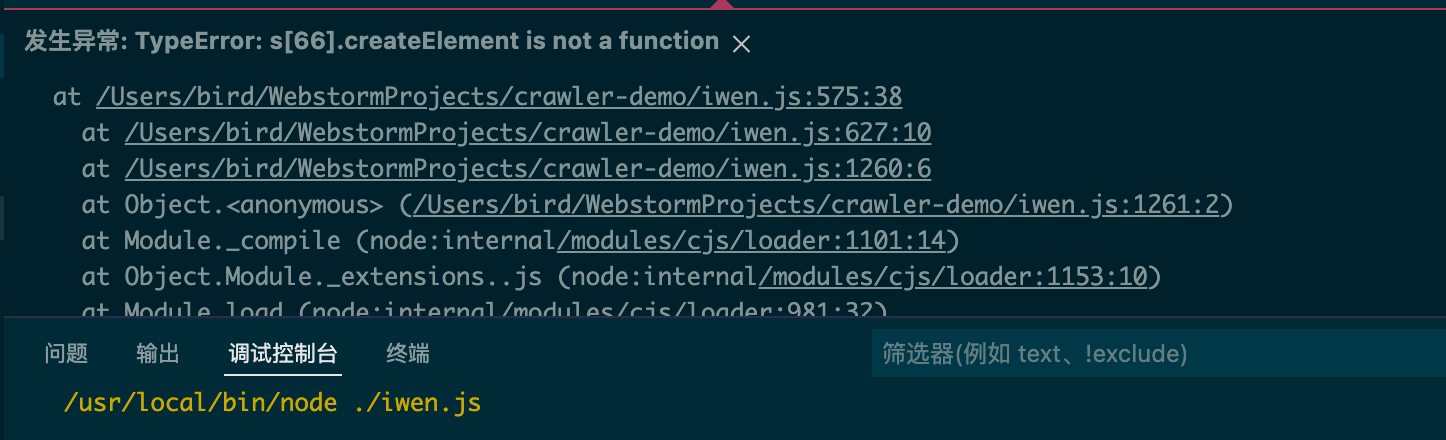 发生异常: TypeError: s[66].createElement is not a function
at /Users/bird/WebstormProjects/crawler-demo/iwen.js:575:38
at /Users/bird/WebstormProjects/crawler-demo/iwen.js:627:10
at /Users/bird/WebstormProjects/crawler-demo/iwen.js:1260:6
at Object.<anonymous> (/Users/bird/WebstormProjects/crawler-demo/iwen.js:1261:2)
at Module._compile (node:internal/modules/cjs/loader:1101:14)
at Object.Module._extensions..js (node:internal/modules/cjs/loader:1153:10)
at Module.load (node:internal/modules/cjs/loader:981:32)
问题 输出 调试控制台 终端 筛选器(例如 text、!exclude)
/usr/local/bin/node ./iwen.js